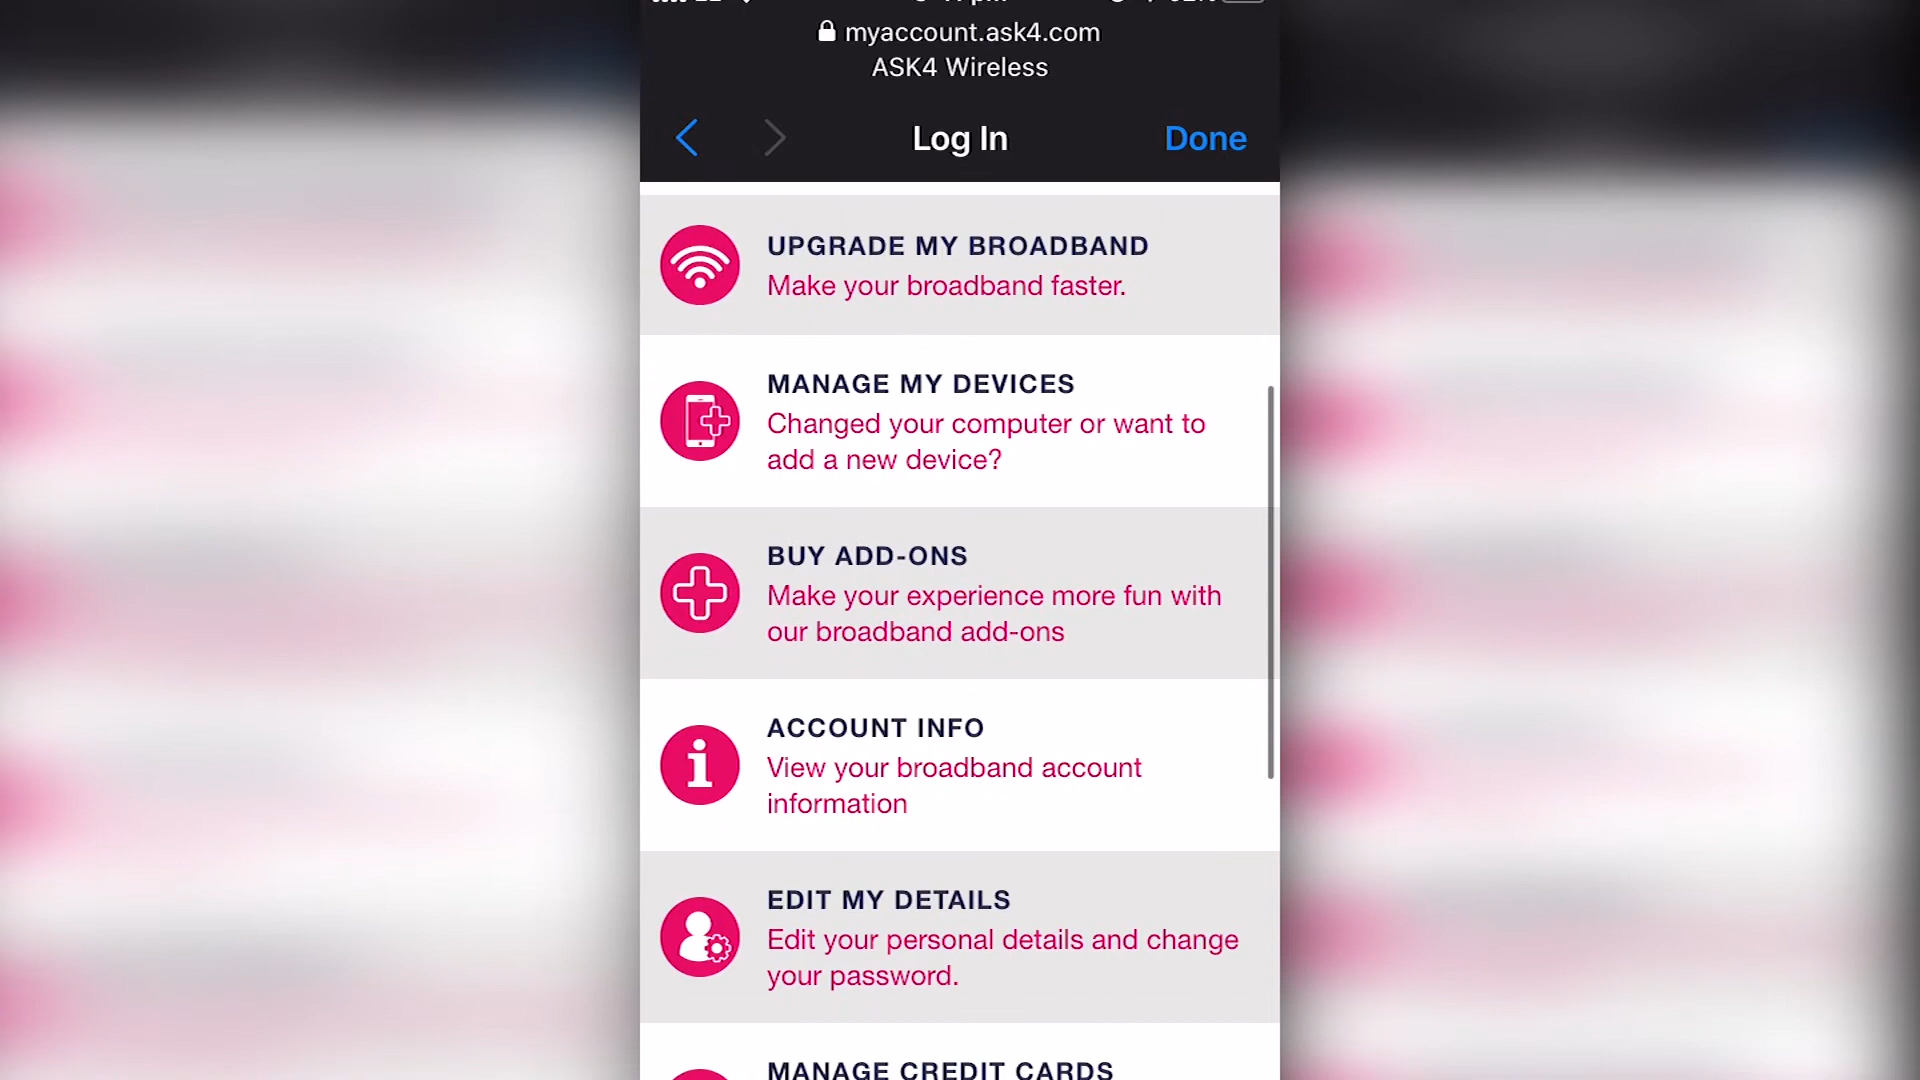 myaccount.ask4.com
ASK4 Wireless
Log In
Done
UPGRADE MY BROADBAND
Make your broadband faster.
MANAGE MY DEVICES
Changed your computer or want to
add a new device?
BUY ADD-ONS
Make your experience more fun with
our broadband add-ons
ACCOUNT INFO
View your broadband account
information
EDIT MY DETAILS
Edit your personal details and change
your password.
MANAGE CREDIT CARDS